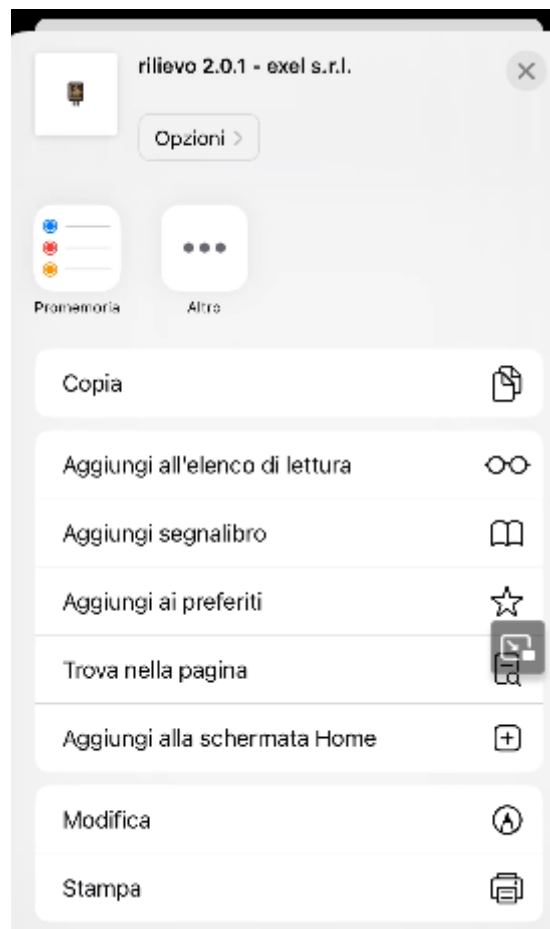 rilievo 2.0.1 - exel s.r.l.
Opzioni
Promemoria
Altro
Copia
Aggiungi all'elenco di lettura
Aggiungi segnalibro
Aggiungi ai preferiti
Trova nella pagina
Aggiungi alla schermata Home
Modifica
Stampa